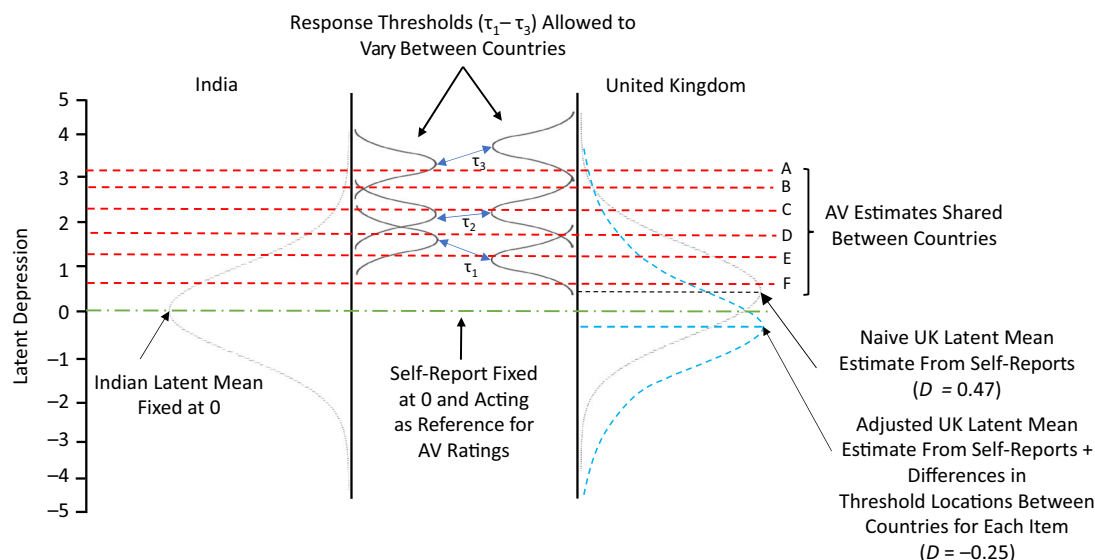 Response Thresholds (τ1– τ3) Allowed to
Vary Between Countries
India
United Kingdom
5
4
3
2
1
0
−1
−2
−3
−4
−5
Latent Depression
τ3
τ2
τ1
A
B
C
D
E
F
AV Estimates Shared
Between Countries
Indian Latent Mean
Fixed at 0
Self-Report Fixed
at 0 and Acting
as Reference for
AV Ratings
Naive UK Latent Mean
Estimate From Self-Reports
(D = 0.47)
Adjusted UK Latent Mean
Estimate From Self-Reports +
Differences in
Threshold Locations Between
Countries for Each Item
(D = −0.25)